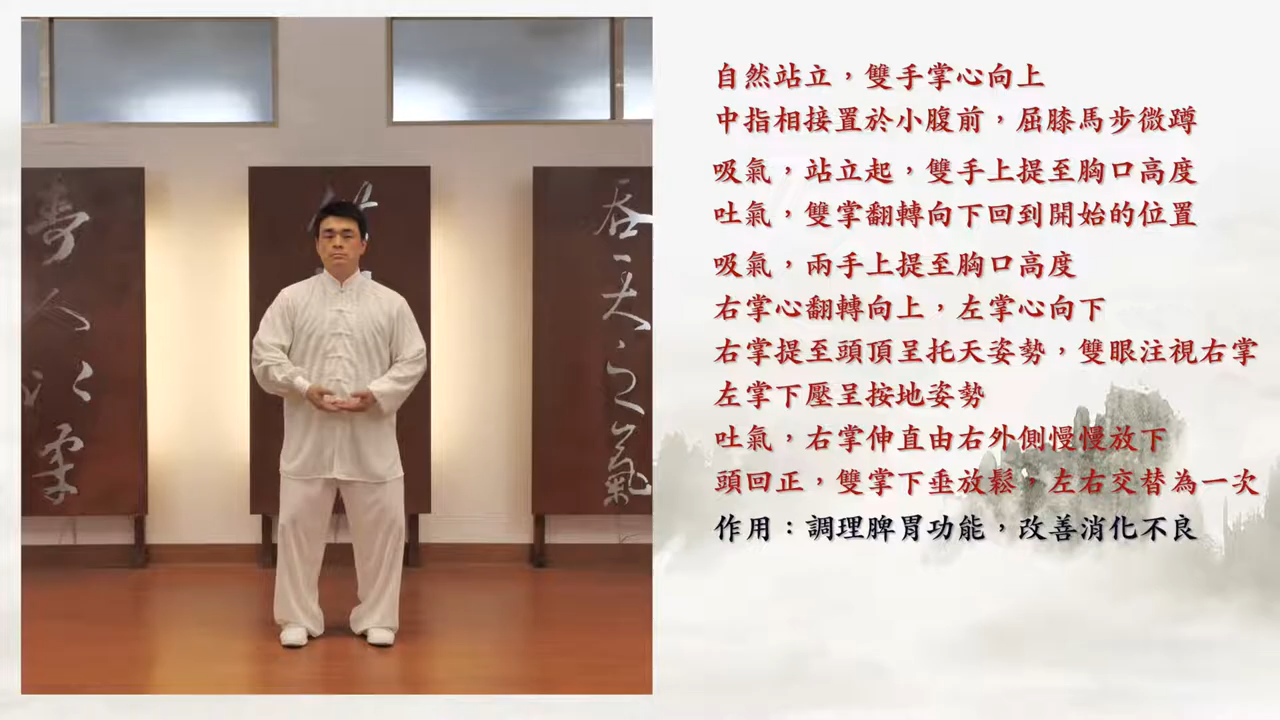 壽
人
柔
吞
天
之
氣
自然站立，雙手掌心向上
中指相接置於小腹前，屈膝馬步微蹲
吸氣，站立起，雙手上提至胸口高度
吐氣，雙掌翻轉向下回到開始的位置
吸氣，兩手上提至胸口高度
右掌心翻轉向上，左掌心向下
右掌提至頭頂呈托天姿勢，雙眼注視右掌
左掌下壓呈按地姿勢
吐氣，右掌伸直由右外側慢慢放下
頭回正，雙掌下垂放鬆，左右交替為一次
作用：調理脾胃功能，改善消化不良